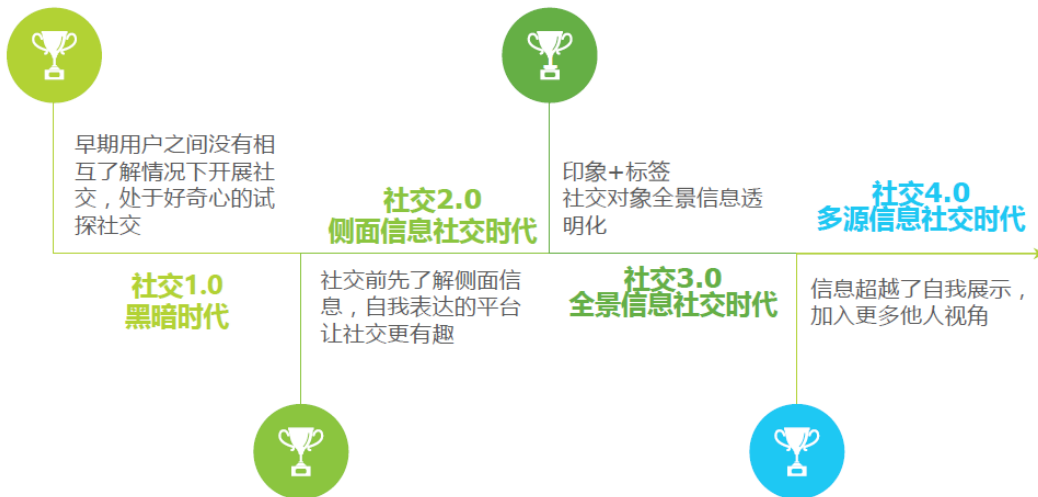 早期用户之间没有相
互了解情况下开展社
交，处于好奇心的试
探社交
社交1.0
黑暗时代
社交2.0
侧面信息社交时代
社交前先了解侧面信
息，自我表达的平台
让社交更有趣
印象+标签
社交对象全景信息透
明化
社交3.0
全景信息社交时代
社交4.0
多源信息社交时代
信息超越了自我展示，
加入更多他人视角